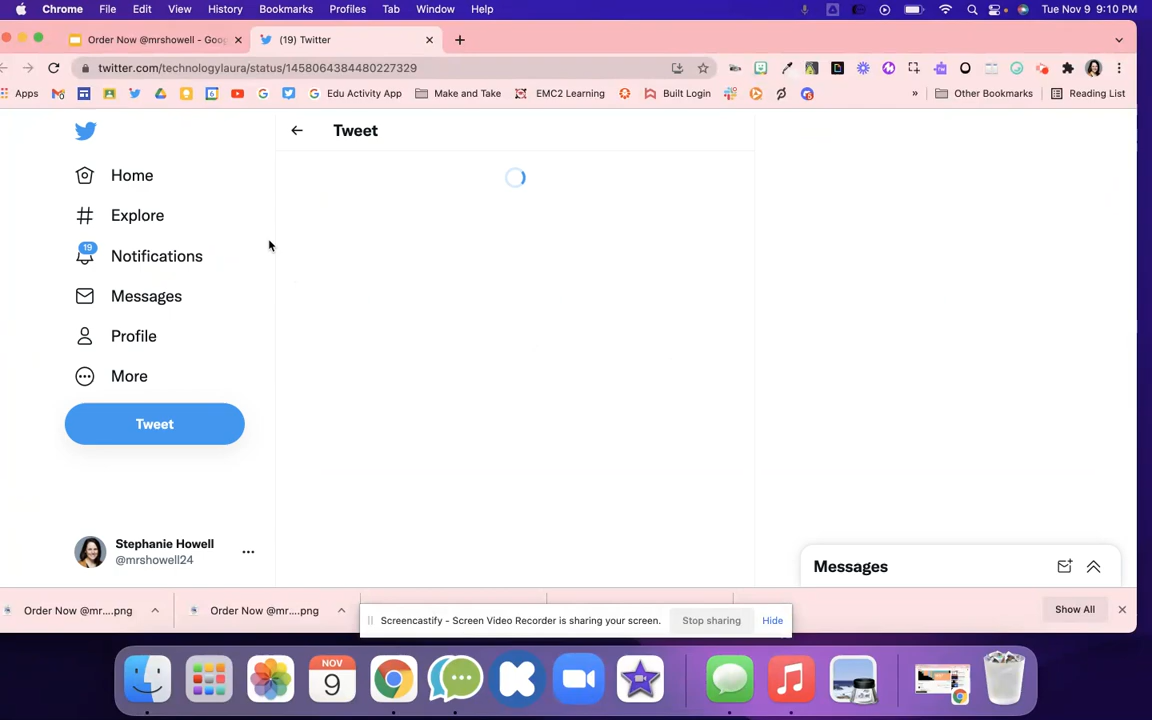 Chrome File Edit View History Bookmarks Profiles Tab Window Help Tue Nov 9 9:10 PM
Order Now @mrshowell - Goog (19) Twitter
twitter.com/technologylaura/status/1458064384480227329
Apps Edu Activity App Make and Take EMC2 Learning Built Login » Other Bookmarks Reading List
Tweet
Home
Explore
19
Notifications
Messages
Profile
More
Tweet
Stephanie Howell
@mrshowell24
Messages
Order Now @mr....png Order Now @mr....png Show All
Screencastify - Screen Video Recorder is sharing your screen. Stop sharing Hide
NOV
9